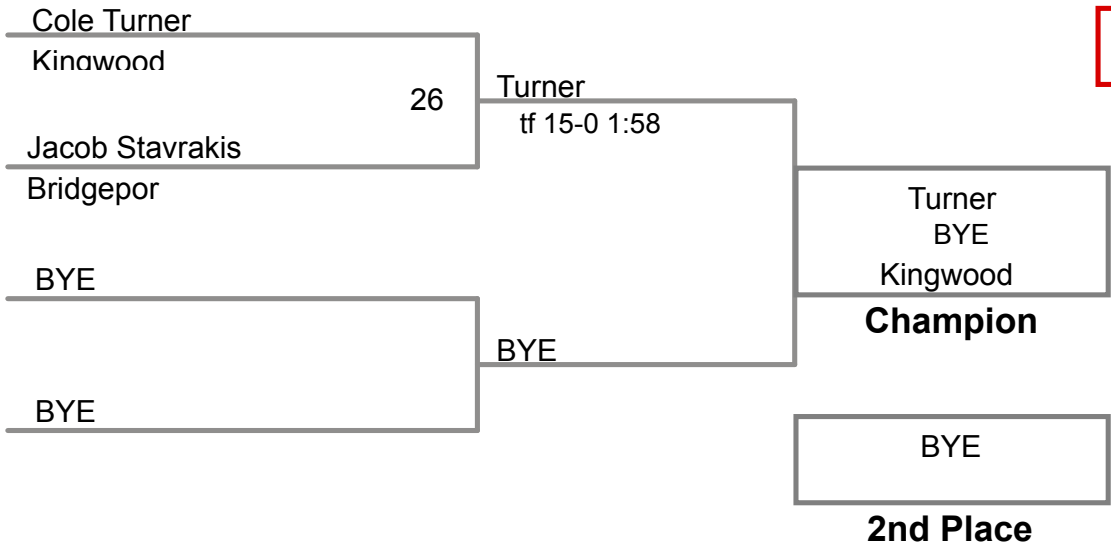 Cole Turner
Kingwood
26
Turner
tf 15-0 1:58
Jacob Stavrakis
Bridgepor
BYE
BYE
BYE
Turner
BYE
Kingwood
Champion
BYE
2nd Place